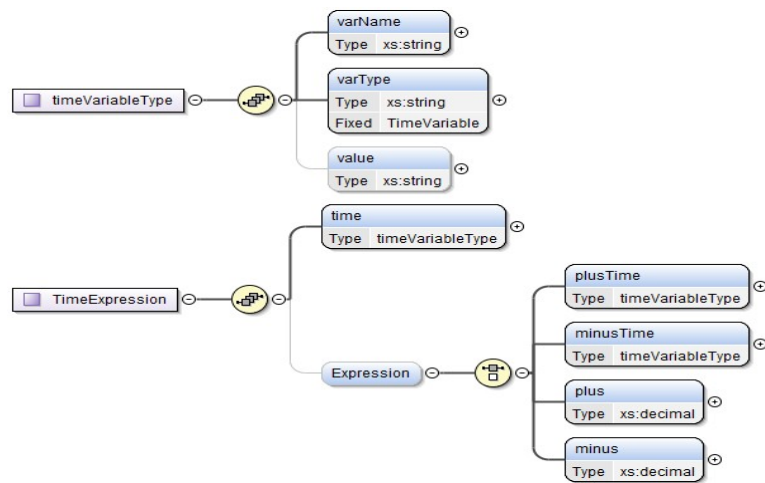 varName
Type xs:string
timeVariableType
varType
Type xs:string
Fixed TimeVariable
value
Type xs:string
time
Type timeVariableType
TimeExpression
plusTime
Type timeVariableType
minusTime
Type timeVariableType
Expression
plus
Type xs:decimal
minus
Type xs:decimal